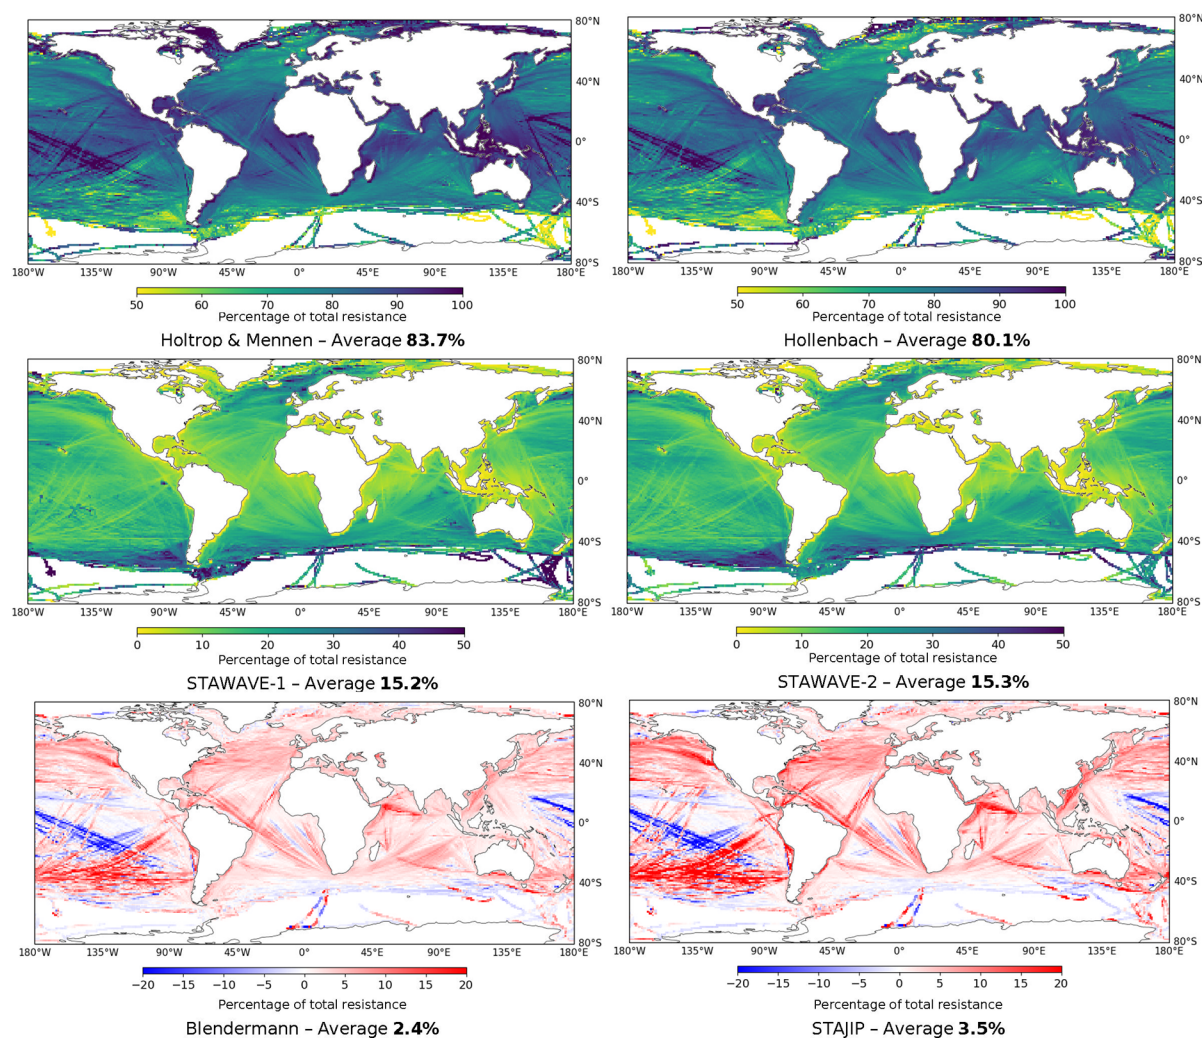 80°N
40°N
0°
40°S
80°S
180°W 135°W 90°W 45°W 0° 45°E 90°E 135°E 180°E
50 60 70 80 90 100
Percentage of total resistance
Holtrop & Mennen – Average 83.7%
80°N
40°N
0°
40°S
80°S
180°W 135°W 90°W 45°W 0° 45°E 90°E 135°E 180°E
50 60 70 80 90 100
Percentage of total resistance
Hollenbach – Average 80.1%
80°N
40°N
0°
40°S
80°S
180°W 135°W 90°W 45°W 0° 45°E 90°E 135°E 180°E
0 10 20 30 40 50
Percentage of total resistance
STAWAVE-1 – Average 15.2%
80°N
40°N
0°
40°S
80°S
180°W 135°W 90°W 45°W 0° 45°E 90°E 135°E 180°E
0 10 20 30 40 50
Percentage of total resistance
STAWAVE-2 – Average 15.3%
80°N
40°N
0°
40°S
80°S
180°W 135°W 90°W 45°W 0° 45°E 90°E 135°E 180°E
−20 −15 −10 −5 0 5 10 15 20
Percentage of total resistance
Blendermann – Average 2.4%
80°N
40°N
0°
40°S
80°S
180°W 135°W 90°W 45°W 0° 45°E 90°E 135°E 180°E
−20 −15 −10 −5 0 5 10 15 20
Percentage of total resistance
STAJIP – Average 3.5%